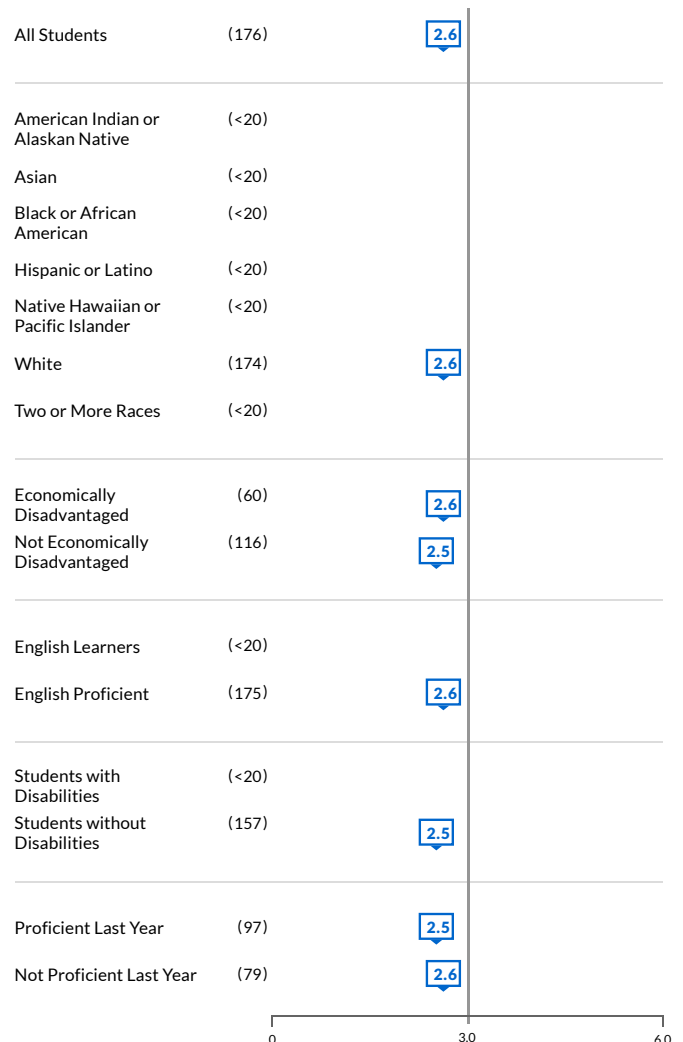 All Students (176) 2.6
American Indian or (<20)
Alaskan Native
Asian (<20)
Black or African (<20)
American
Hispanic or Latino (<20)
Native Hawaiian or (<20)
Pacific Islander
White (174) 2.6
Two or More Races (<20)
Economically (60) 2.6
Disadvantaged
Not Economically (116) 2.5
Disadvantaged
English Learners (<20)
English Proficient (175) 2.6
Students with (<20)
Disabilities
Students without (157) 2.5
Disabilities
Proficient Last Year (97) 2.5
Not Proficient Last Year (79) 2.6
0 3.0 6.0